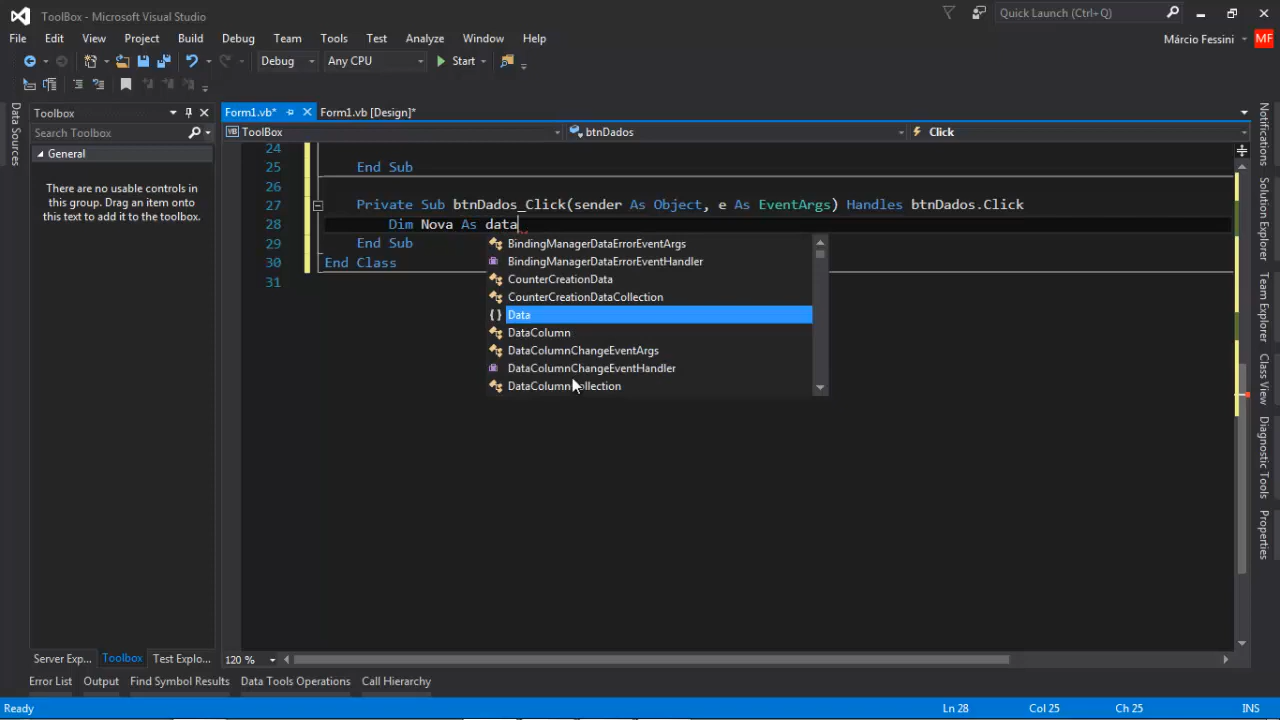 ToolBox - Microsoft Visual Studio
Quick Launch (Ctrl+Q)
File Edit View Project Build Debug Team Tools Test Analyze Window Help
Márcio Fessini MF
Debug Any CPU Start
Toolbox
Search Toolbox
General
There are no usable controls in
this group. Drag an item onto
this text to add it to the toolbox.
Data Sources
Form1.vb* Form1.vb [Design]*
VB ToolBox btnDados Click
24
25 End Sub
26
27 Private Sub btnDados_Click(sender As Object, e As EventArgs) Handles btnDados.Click
28 Dim Nova As data
29 End Sub
30 End Class
31
BindingManagerDataErrorEventArgs
BindingManagerDataErrorEventHandler
CounterCreationData
CounterCreationDataCollection
{} Data
DataColumn
DataColumnChangeEventArgs
DataColumnChangeEventHandler
DataColumnCollection
Notifications
Solution Explorer
Team Explorer
Class View
Diagnostic Tools
Properties
Server Exp... Toolbox Test Explo...
120 %
Error List Output Find Symbol Results Data Tools Operations Call Hierarchy
Ready Ln 28 Col 25 Ch 25 INS